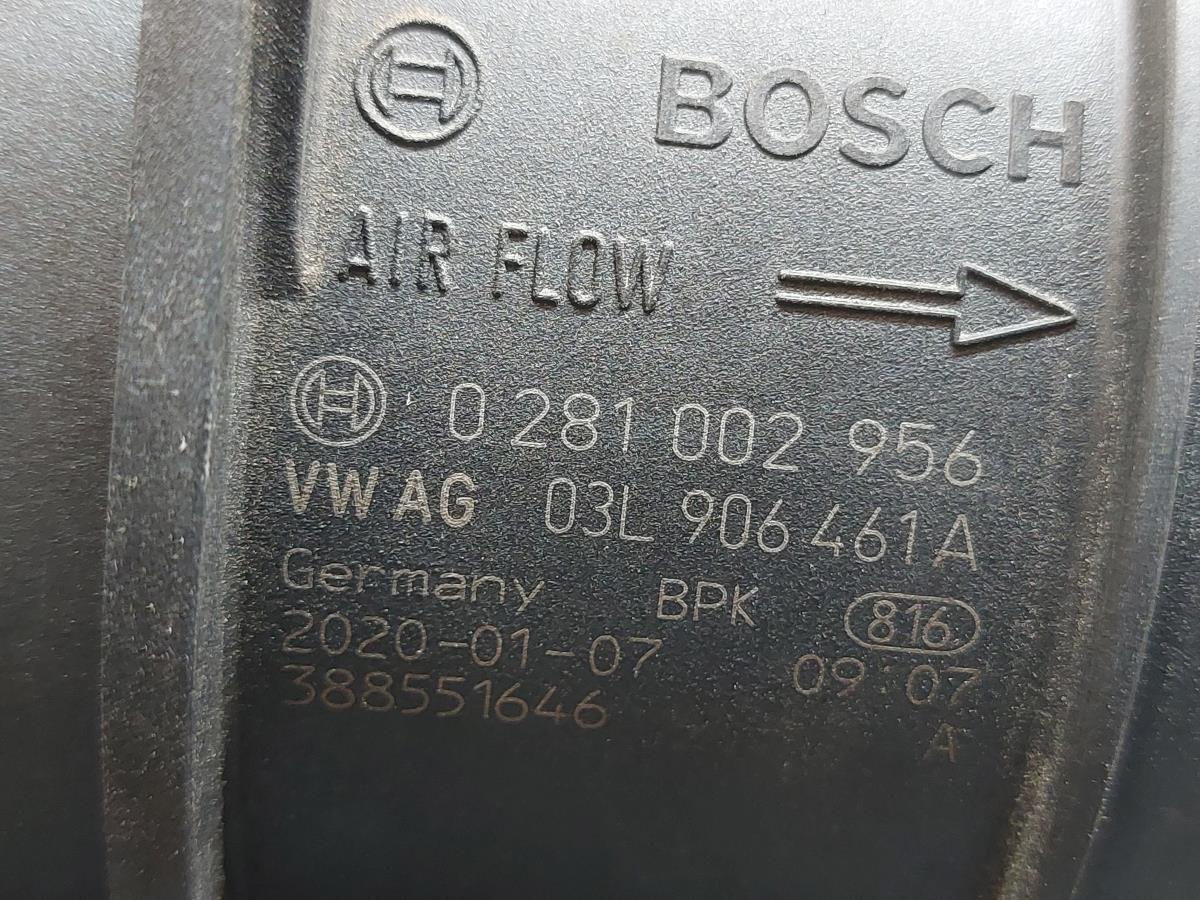 BOSCH
AIR FLOW
0 281 002 956
VW AG 03L 906 461 A
Germany BPK 816
2020-01-07 09:07
388551646 A